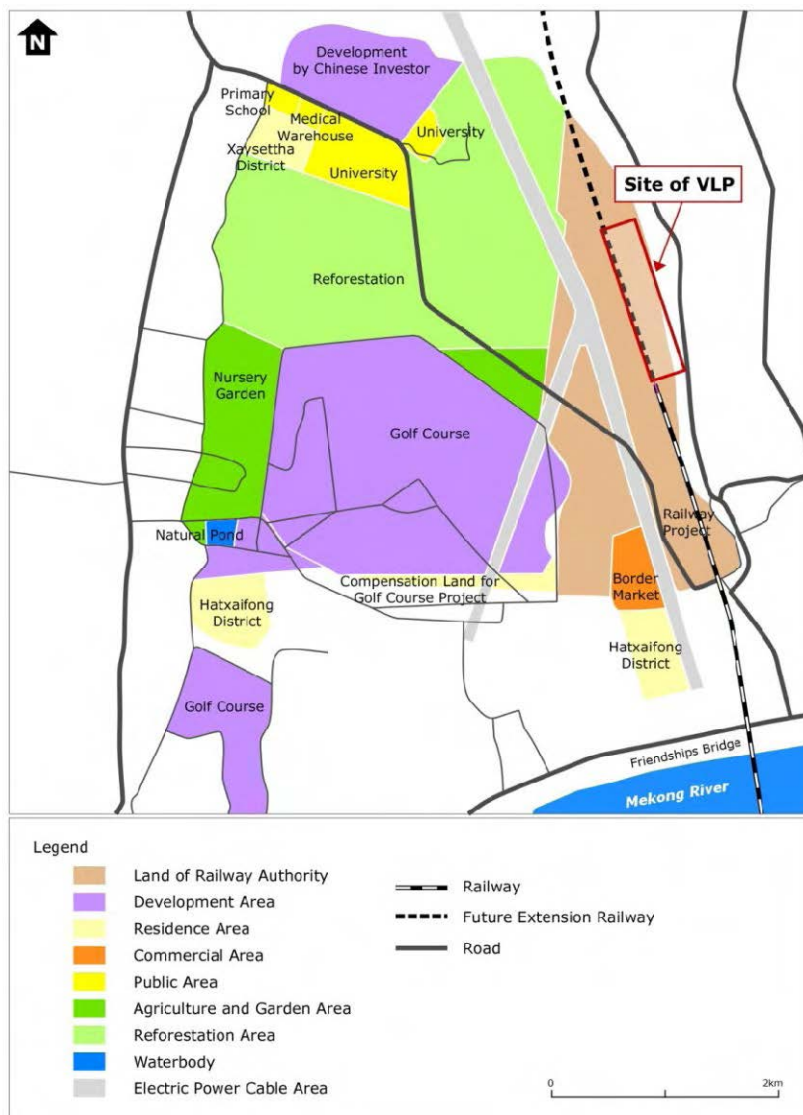 N
Development
by Chinese Investor
Primary
School
Medical
Warehouse
University
Xaysettha
District
University
Site of VLP
Reforestation
Nursery
Garden
Golf Course
Natural Pond
Railway
Project
Compensation Land for
Golf Course Project
Border
Market
Hatxaifong
District
Hatxaifong
District
Golf Course
Friendships Bridge
Mekong River
Legend
Land of Railway Authority
Development Area
Residence Area
Commercial Area
Public Area
Agriculture and Garden Area
Reforestation Area
Waterbody
Electric Power Cable Area
Railway
Future Extension Railway
Road
0 2km